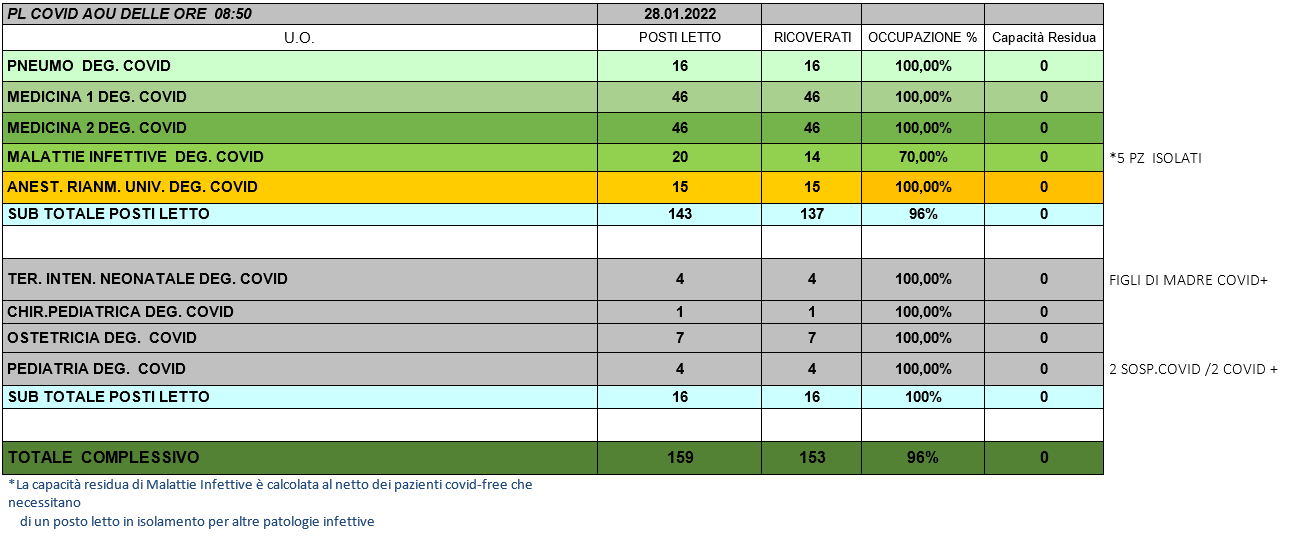 PL COVID AOU DELLE ORE 08:50 28.01.2022
U.O. POSTI LETTO RICOVERATI OCCUPAZIONE % Capacità Residua
PNEUMO DEG. COVID 16 16 100,00% 0
MEDICINA 1 DEG. COVID 46 46 100,00% 0
MEDICINA 2 DEG. COVID 46 46 100,00% 0
MALATTIE INFETTIVE DEG. COVID 20 14 70,00% 0 *5 PZ ISOLATI
ANEST. RIANM. UNIV. DEG. COVID 15 15 100,00% 0
SUB TOTALE POSTI LETTO 143 137 96% 0
TER. INTEN. NEONATALE DEG. COVID 4 4 100,00% 0 FIGLI DI MADRE COVID+
CHIR.PEDIATRICA DEG. COVID 1 1 100,00% 0
OSTETRICIA DEG. COVID 7 7 100,00% 0
PEDIATRIA DEG. COVID 4 4 100,00% 0 2 SOSP.COVID /2 COVID +
SUB TOTALE POSTI LETTO 16 16 100% 0
TOTALE COMPLESSIVO 159 153 96% 0
*La capacità residua di Malattie Infettive è calcolata al netto dei pazienti covid-free che
necessitano
di un posto letto in isolamento per altre patologie infettive